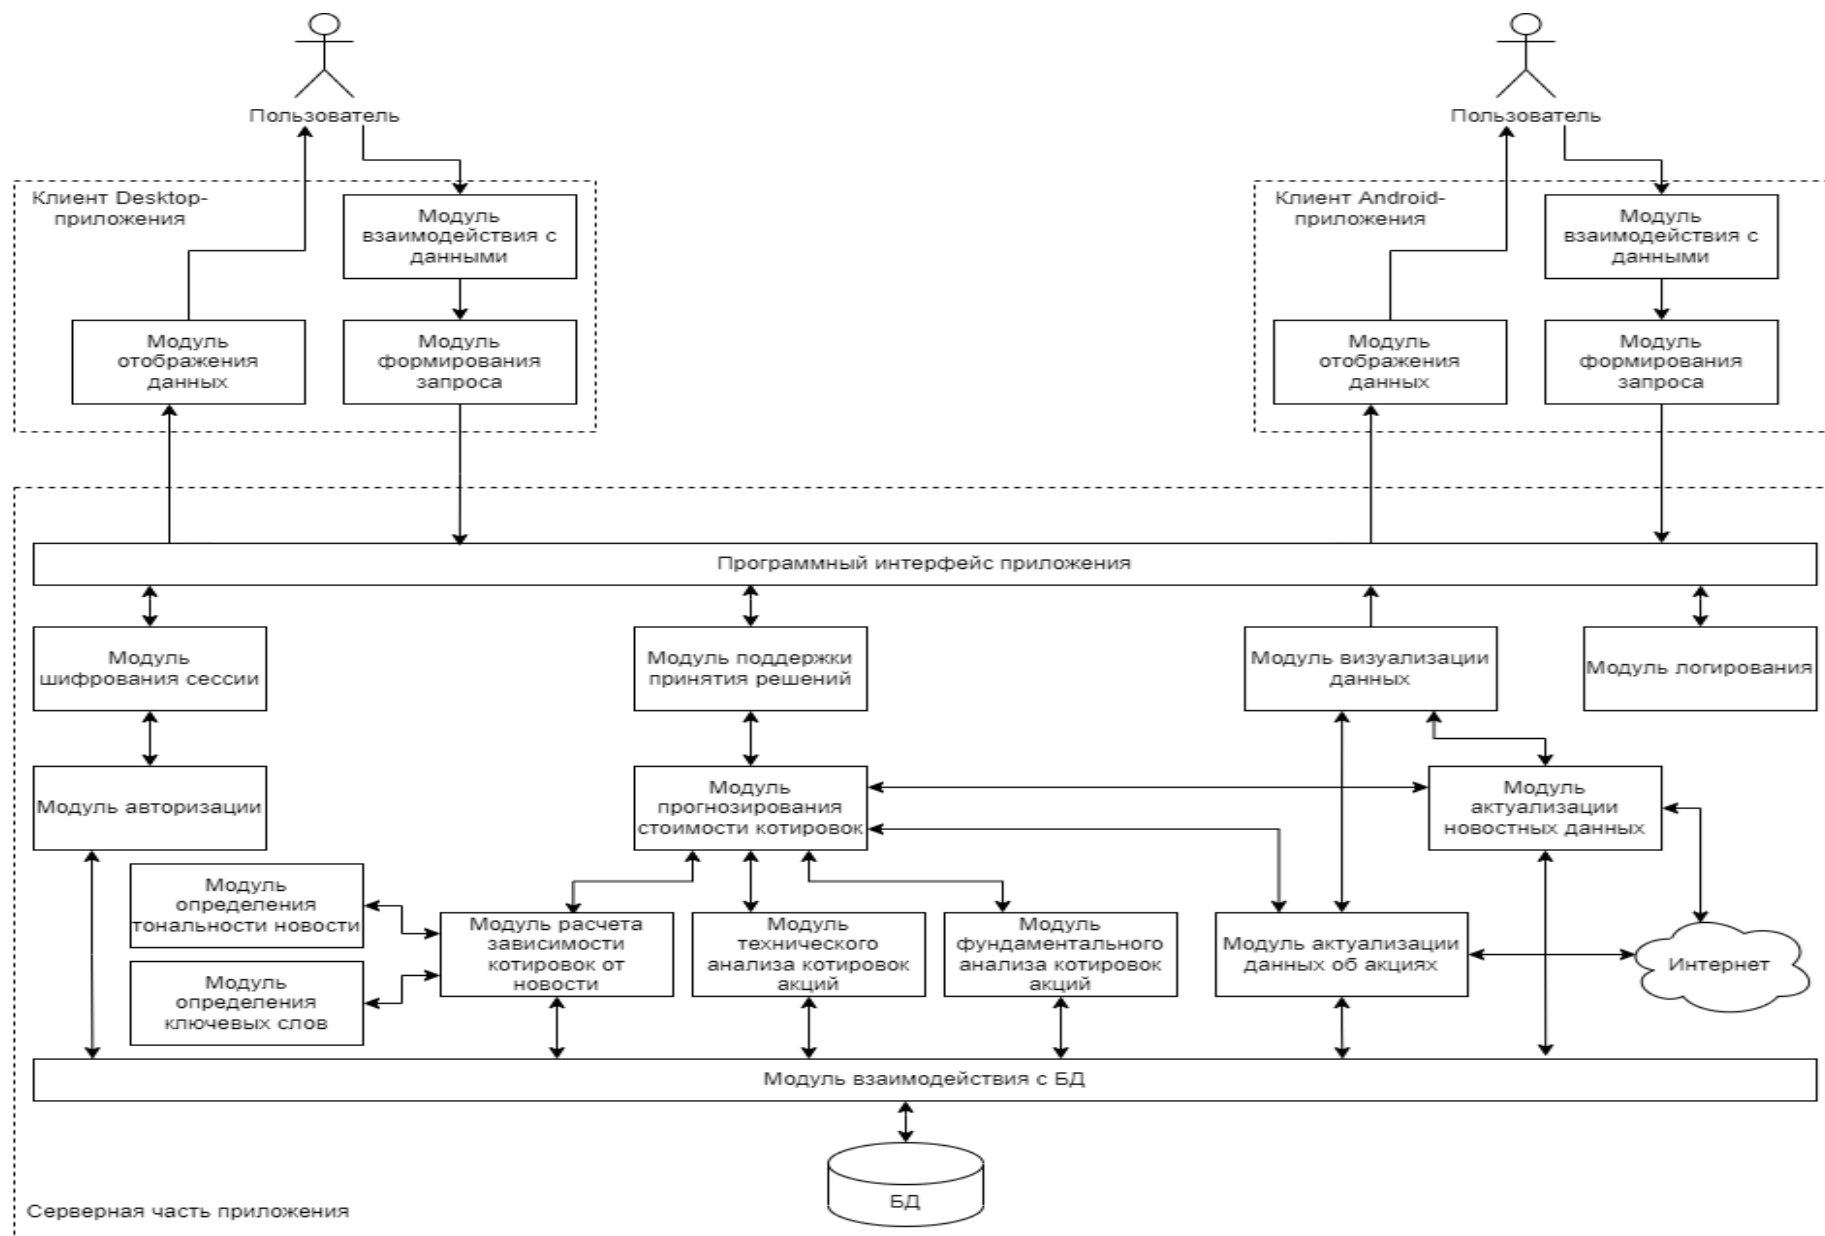 Пользователь
Пользователь
Клиент Desktop-
приложения
Модуль
взаимодействия с
данными
Модуль
отображения
данных
Модуль
формирования
запроса
Клиент Android-
приложения
Модуль
взаимодействия с
данными
Модуль
отображения
данных
Модуль
формирования
запроса
Программный интерфейс приложения
Модуль
шифрования сессии
Модуль поддержки
принятия решений
Модуль визуализации
данных
Модуль логирования
Модуль авторизации
Модуль
прогнозирования
стоимости котировок
Модуль
актуализации
новостных данных
Модуль
определения
тональности новости
Модуль
определения
ключевых слов
Модуль расчета
зависимости
котировок от
новости
Модуль
технического
анализа котировок
акций
Модуль
фундаментального
анализа котировок
акций
Модуль актуализации
данных об акциях
Интернет
Модуль взаимодействия с БД
БД
Серверная часть приложения